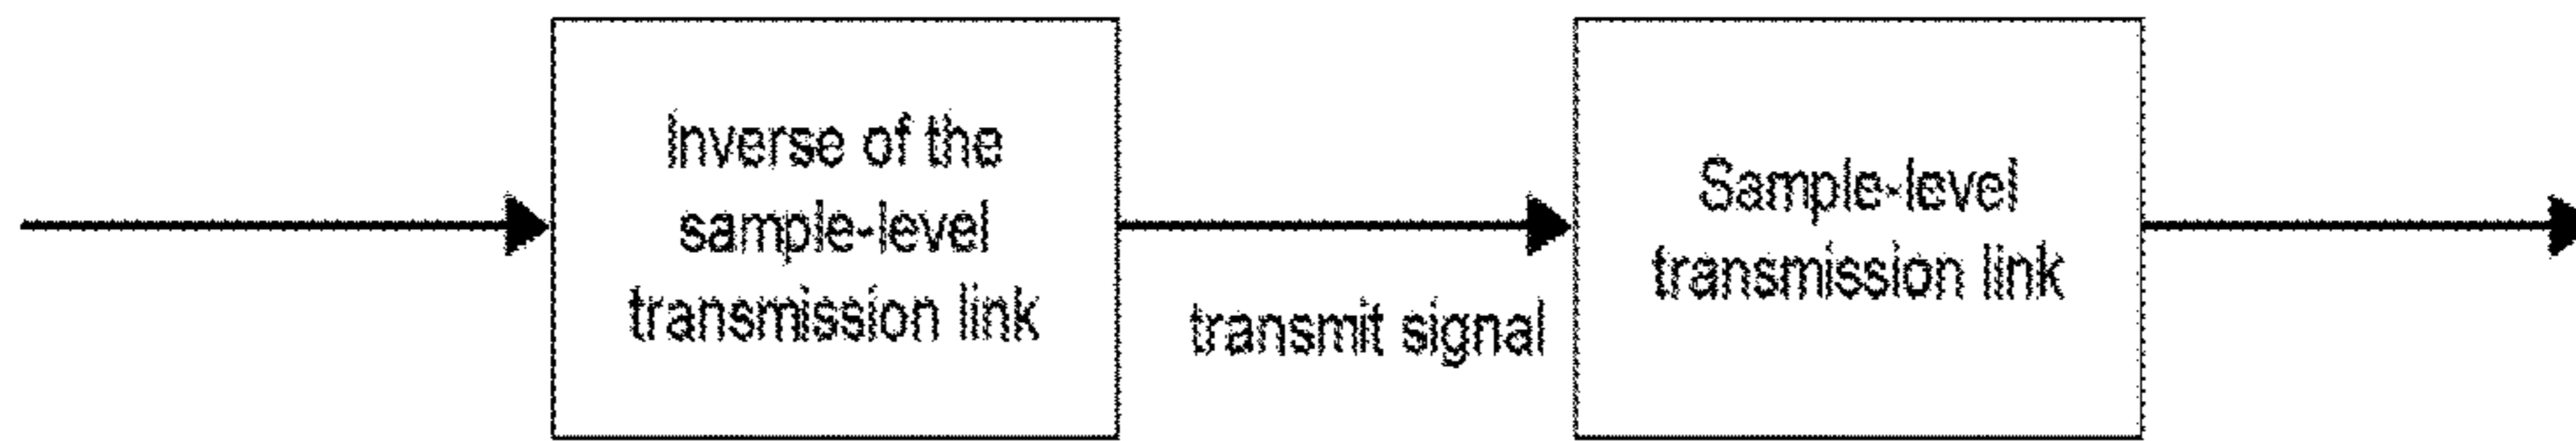 Inverse of the
sample-level
transmission link
transmit signal
Sample-level
transmission link